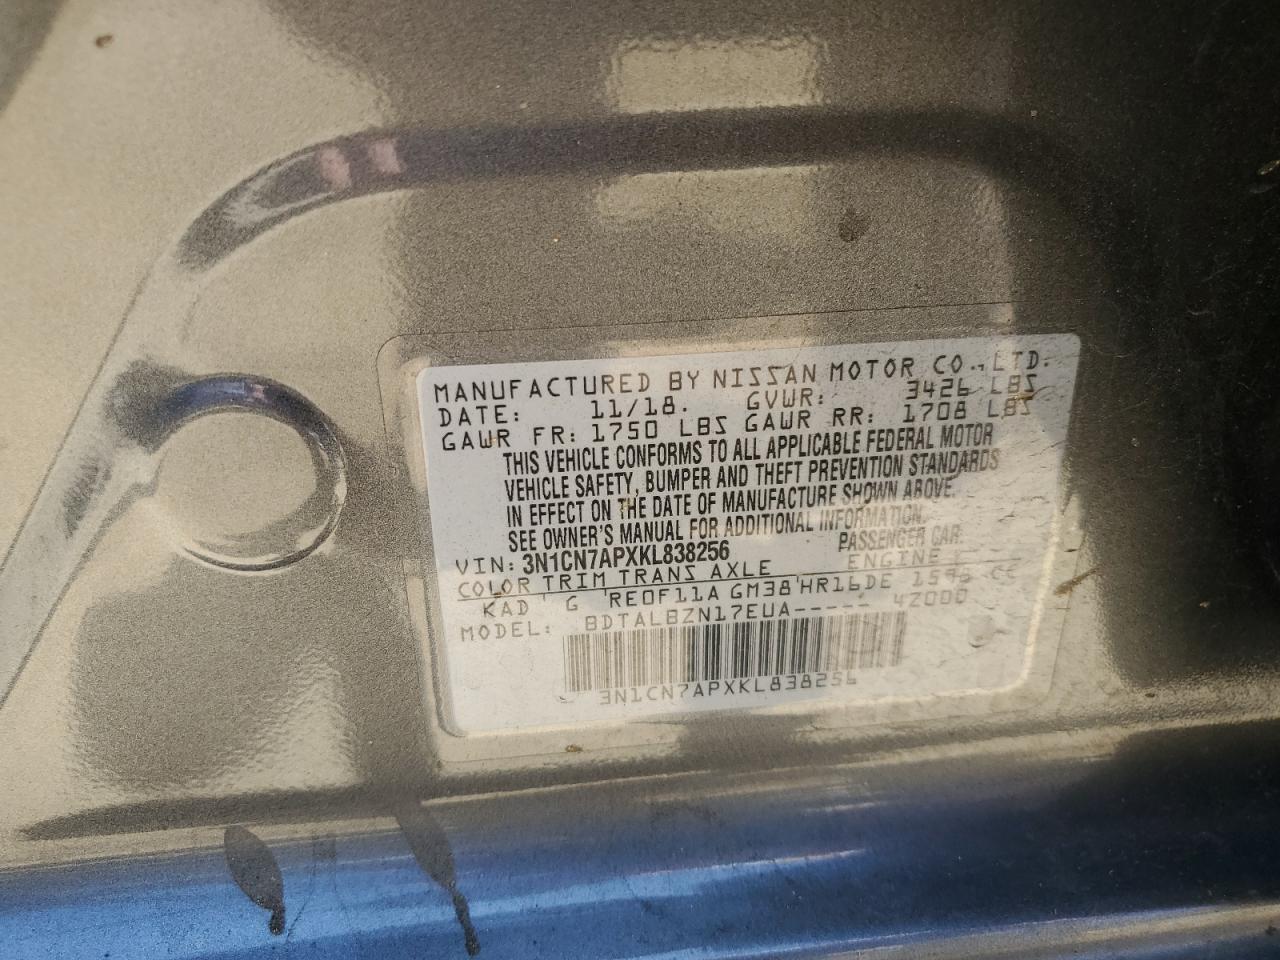 MANUFACTURED BY NISSAN MOTOR CO., LTD.
DATE: 11/18. GVWR: 3426 LBS
GAWR FR: 1750 LBS GAWR RR: 1708 LBS
THIS VEHICLE CONFORMS TO ALL APPLICABLE FEDERAL MOTOR
VEHICLE SAFETY, BUMPER AND THEFT PREVENTION STANDARDS
IN EFFECT ON THE DATE OF MANUFACTURE SHOWN ABOVE.
SEE OWNER'S MANUAL FOR ADDITIONAL INFORMATION.
VIN: 3N1CN7APXKL838256 PASSENGER CAR.
COLOR TRIM TRANS AXLE ENGINE
KAD G RE0F11A GM38 HR16DE 1598 CC
MODEL: BDTALBZN17EUA----- 42000
3N1CN7APXKL838256